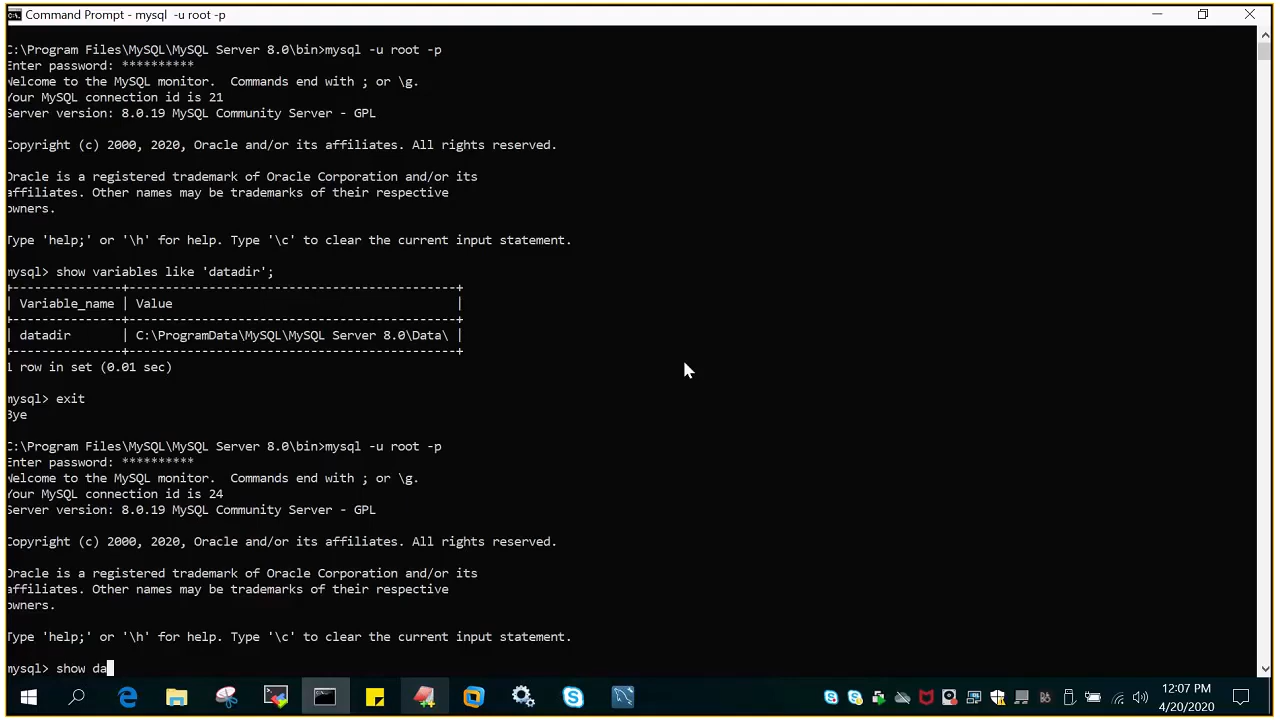 Command Prompt - mysql -u root -p
C:\Program Files\MySQL\MySQL Server 8.0\bin>mysql -u root -p
Enter password: **********
Welcome to the MySQL monitor.  Commands end with ; or \g.
Your MySQL connection id is 21
Server version: 8.0.19 MySQL Community Server - GPL
Copyright (c) 2000, 2020, Oracle and/or its affiliates. All rights reserved.
Oracle is a registered trademark of Oracle Corporation and/or its
affiliates. Other names may be trademarks of their respective
owners.
Type 'help;' or '\h' for help. Type '\c' to clear the current input statement.
mysql> show variables like 'datadir';
+---------------+---------------------------------------------+
| Variable_name | Value                                       |
+---------------+---------------------------------------------+
| datadir       | C:\ProgramData\MySQL\MySQL Server 8.0\Data\ |
+---------------+---------------------------------------------+
1 row in set (0.01 sec)
mysql> exit
Bye
C:\Program Files\MySQL\MySQL Server 8.0\bin>mysql -u root -p
Enter password: **********
Welcome to the MySQL monitor.  Commands end with ; or \g.
Your MySQL connection id is 24
Server version: 8.0.19 MySQL Community Server - GPL
Copyright (c) 2000, 2020, Oracle and/or its affiliates. All rights reserved.
Oracle is a registered trademark of Oracle Corporation and/or its
affiliates. Other names may be trademarks of their respective
owners.
Type 'help;' or '\h' for help. Type '\c' to clear the current input statement.
mysql> show da
12:07 PM
4/20/2020